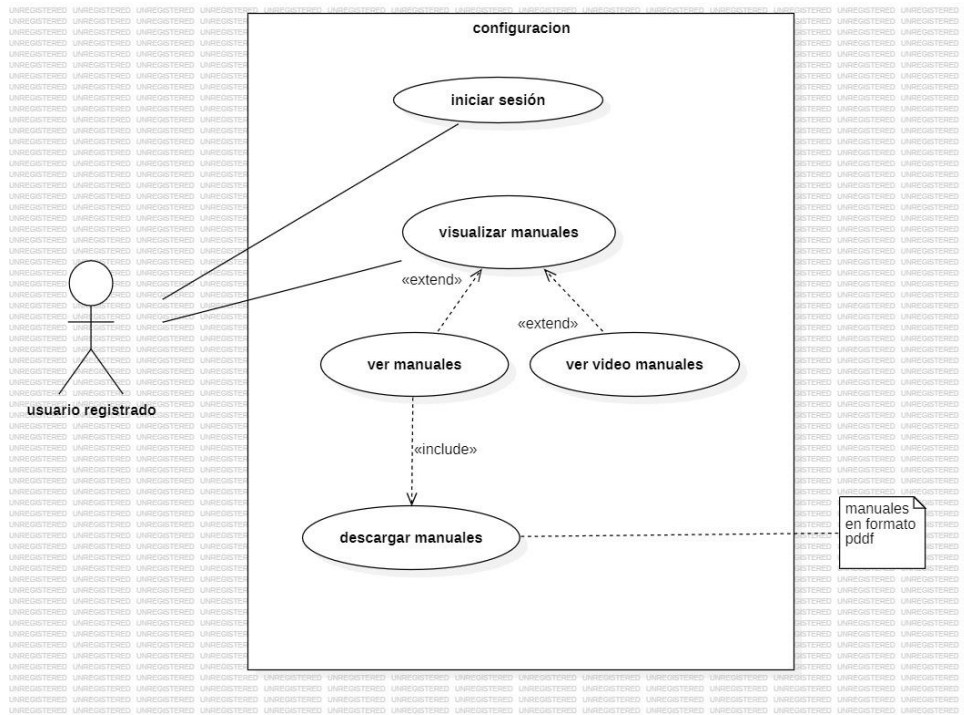 configuracion
iniciar sesión
visualizar manuales
«extend»
«extend»
ver manuales
ver video manuales
usuario registrado
«include»
manuales
en formato
pddf
descargar manuales
UNREGISTERED